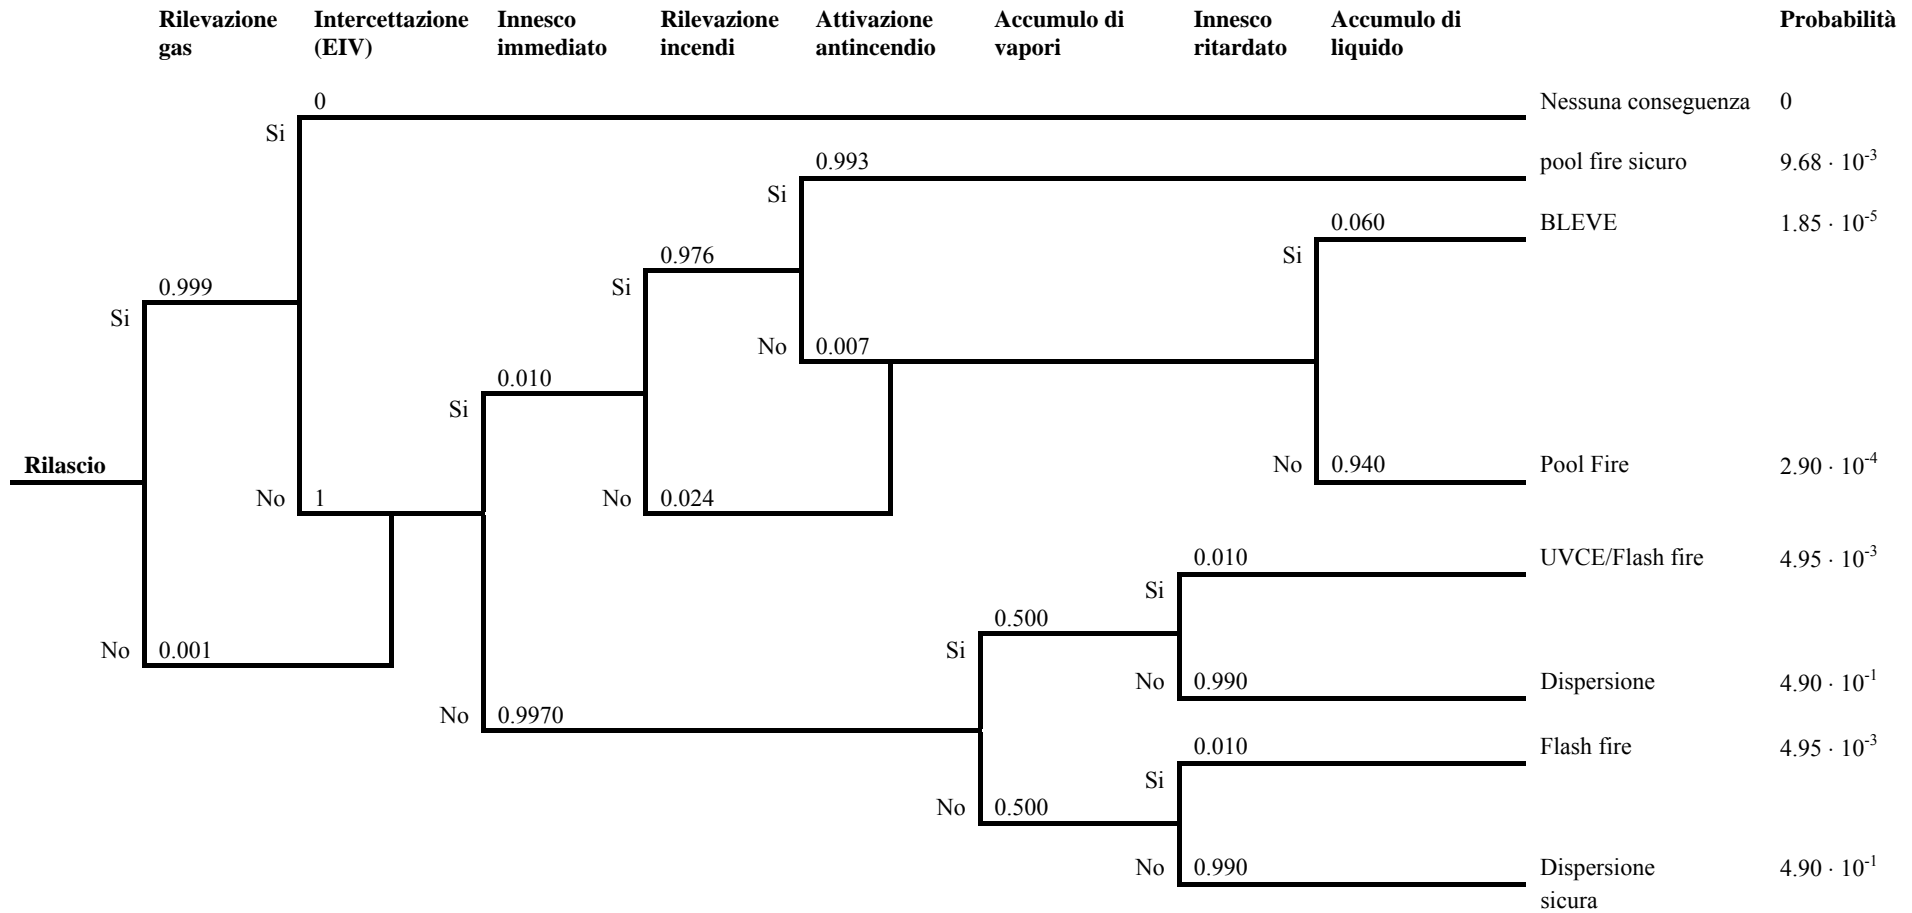 Rilevazione gas
Intercettazione (EIV)
Innesco immediato
Rilevazione incendi
Attivazione antincendio
Accumulo di vapori
Innesco ritardato
Accumulo di liquido
Probabilità
0
Nessuna conseguenza
0
Si
0.993
pool fire sicuro
9.68 · 10⁻³
Si
0.060
BLEVE
1.85 · 10⁻⁵
0.976
Si
0.999
Si
Si
No
0.007
0.010
Si
Rilascio
No
0.940
Pool Fire
2.90 · 10⁻⁴
No
1
No
0.024
0.010
UVCE/Flash fire
4.95 · 10⁻³
Si
0.500
No
0.001
Si
No
0.990
Dispersione
4.90 · 10⁻¹
No
0.9970
0.010
Flash fire
4.95 · 10⁻³
Si
No
0.500
No
0.990
Dispersione sicura
4.90 · 10⁻¹